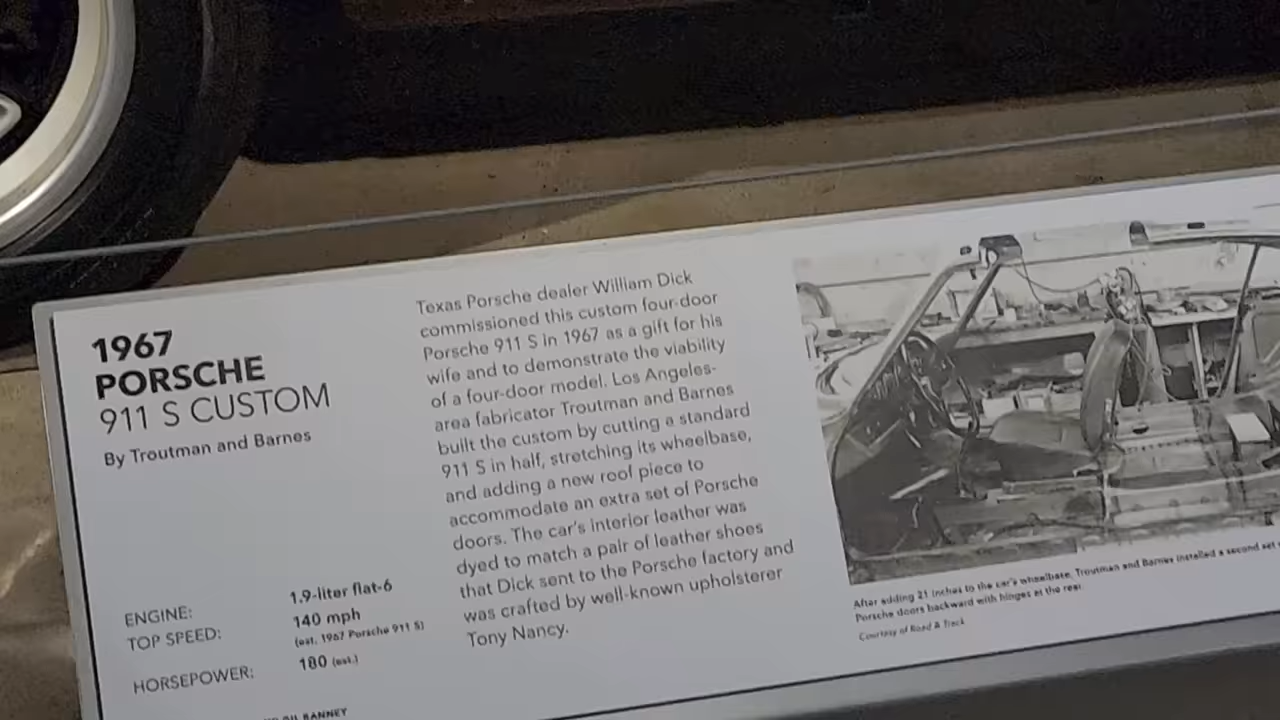 1967
PORSCHE
911 S CUSTOM
By Troutman and Barnes
ENGINE: 1.9-liter flat-6
TOP SPEED: 140 mph
(est. 1967 Porsche 911 S)
HORSEPOWER: 180 (est.)
RANNEY
Texas Porsche dealer William Dick
commissioned this custom four-door
Porsche 911 S in 1967 as a gift for his
wife and to demonstrate the viability
of a four-door model. Los Angeles-
area fabricator Troutman and Barnes
built the custom by cutting a standard
911 S in half, stretching its wheelbase,
and adding a new roof piece to
accommodate an extra set of Porsche
doors. The car's interior leather was
dyed to match a pair of leather shoes
that Dick sent to the Porsche factory and
was crafted by well-known upholsterer
Tony Nancy.
After adding 21 inches to the car's wheelbase, Troutman and Barnes installed a second set
Porsche doors backward with hinges at the rear.
Courtesy of Road & Track